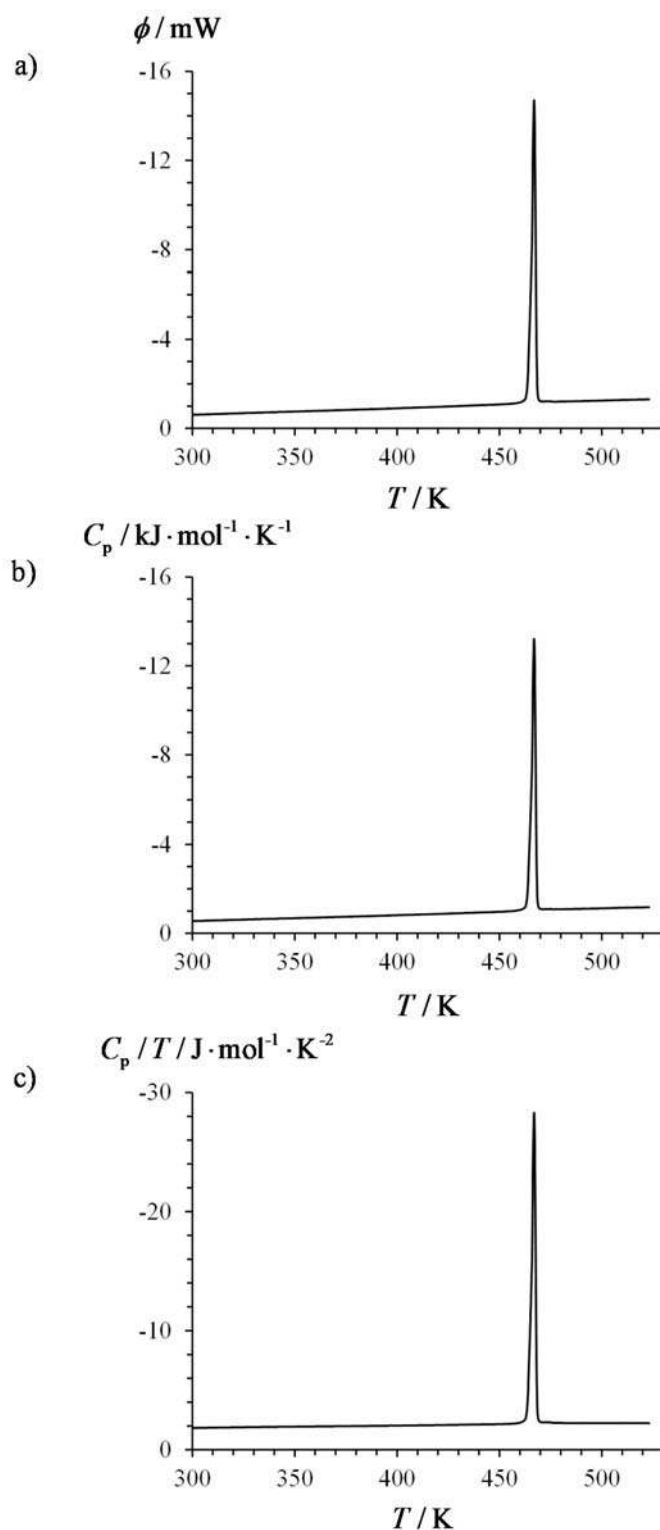 ϕ / mW
a)
-16
-12
-8
-4
0
300 350 400 450 500
T / K
C_p / kJ · mol⁻¹ · K⁻¹
b)
-16
-12
-8
-4
0
300 350 400 450 500
T / K
C_p / T / J · mol⁻¹ · K⁻²
c)
-30
-20
-10
0
300 350 400 450 500
T / K